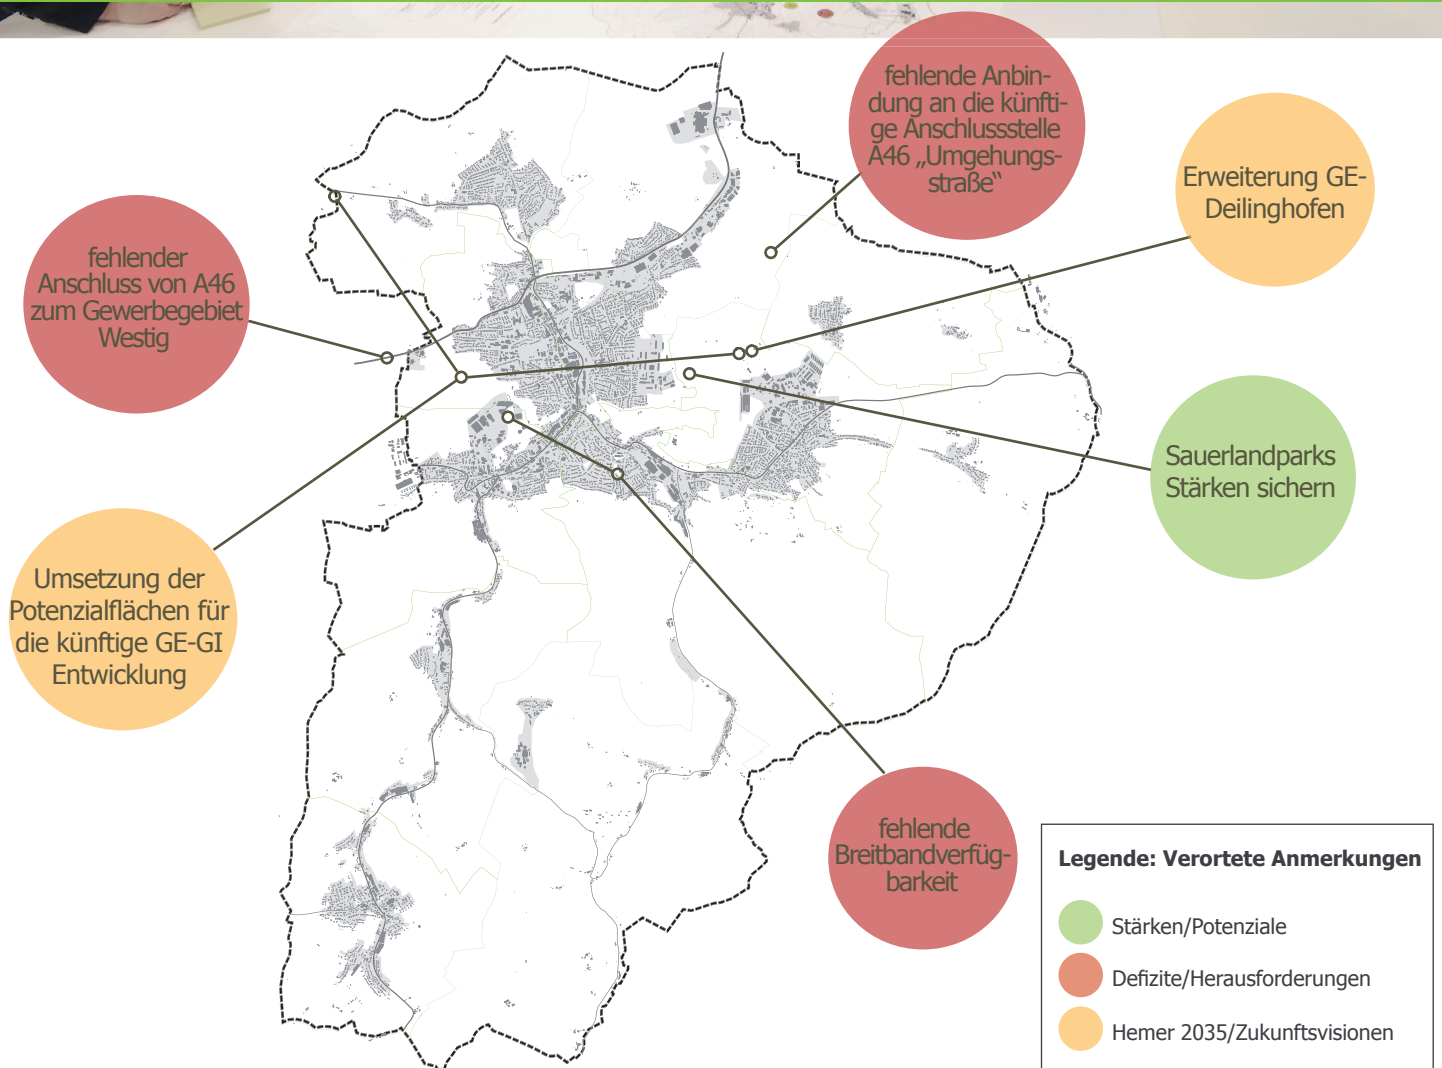 fehlende Anbin-
dung an die künfti-
ge Anschlussstelle
A46 „Umgehungs-
straße“
Erweiterung GE-
Deilinghofen
fehlender
Anschluss von A46
zum Gewerbegebiet
Westig
Sauerlandparks
Stärken sichern
Umsetzung der
Potenzialflächen für
die künftige GE-GI
Entwicklung
fehlende
Breitbandverfüg-
barkeit
Legende: Verortete Anmerkungen
Stärken/Potenziale
Defizite/Herausforderungen
Hemer 2035/Zukunftsvisionen